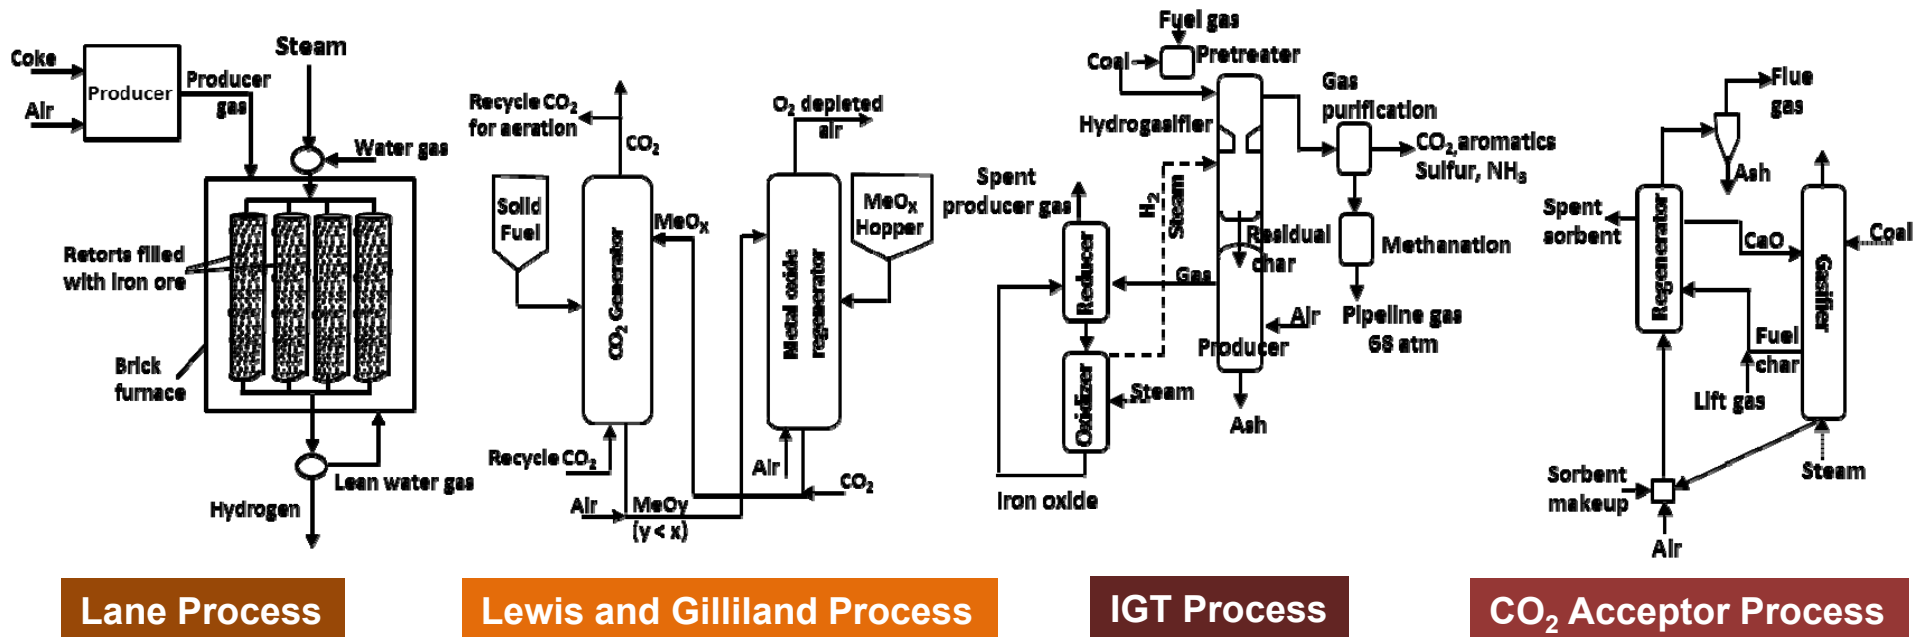 Coke
Air
Producer
Producer
gas
Steam
Water gas
Retorts filled
with iron ore
Brick
furnace
Lean water gas
Hydrogen
Lane Process
Recycle CO₂
for aeration
CO₂
O₂ depleted
air
Solid
Fuel
MeOₓ
MeOₓ
Hopper
CO₂ Generator
Metal oxide
regenerator
Recycle CO₂
Air
CO₂
Air
MeOy
(y < x)
Lewis and Gilliland Process
Fuel gas
Coal
Pretreater
Gas
purification
Hydrogasifier
CO₂,aromatics
Sulfur, NH₃
Spent
producer gas
H₂
Steam
Residual
char
Methanation
Gas
Reducer
Air
Pipeline gas
68 atm
Producer
Oxidizer
Steam
Ash
Iron oxide
IGT Process
Flue
gas
Ash
Spent
sorbent
Regenerator
CaO
Coal
Gasifier
Fuel
char
Lift gas
Steam
Sorbent
makeup
Air
CO₂ Acceptor Process